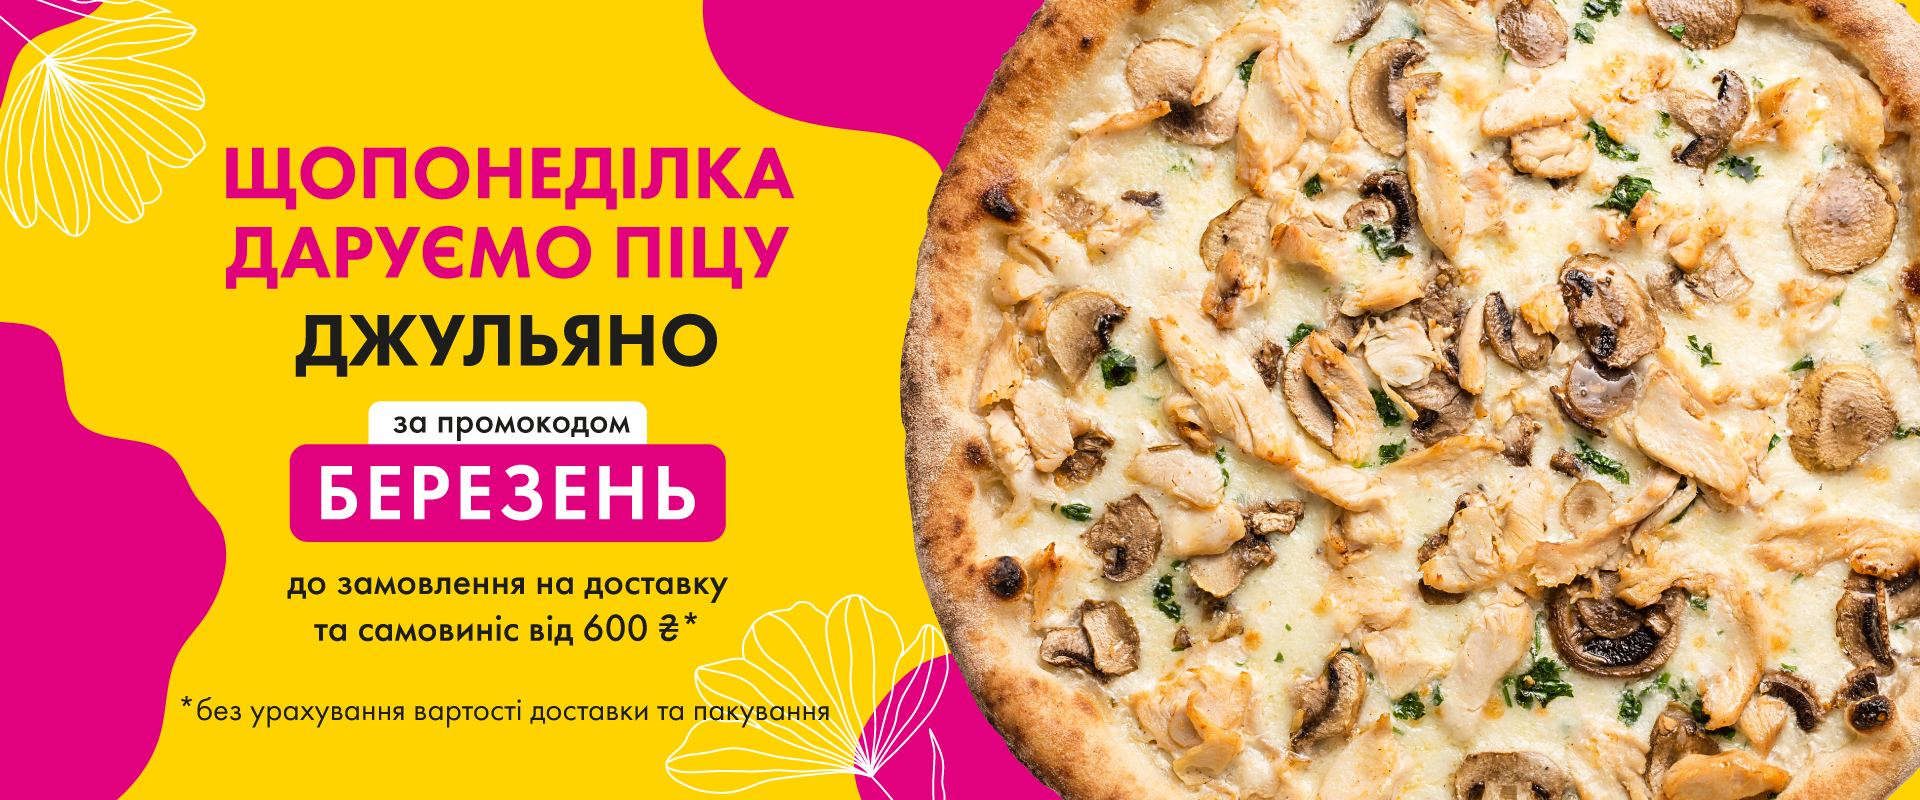 ЩОПОНЕДІЛКА
ДАРУЄМО ПІЦУ
ДЖУЛЬЯНО
за промокодом
БЕРЕЗЕНЬ
до замовлення на доставку
та самовиніс від 600 ₴*
*без урахування вартості доставки та пакування